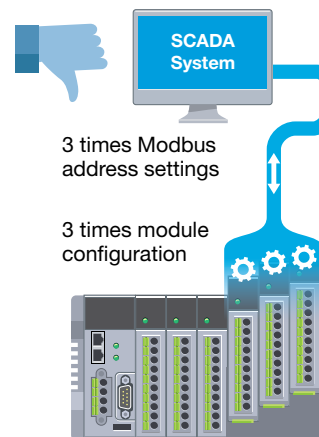 SCADA
System
3 times Modbus
address settings
3 times module
configuration